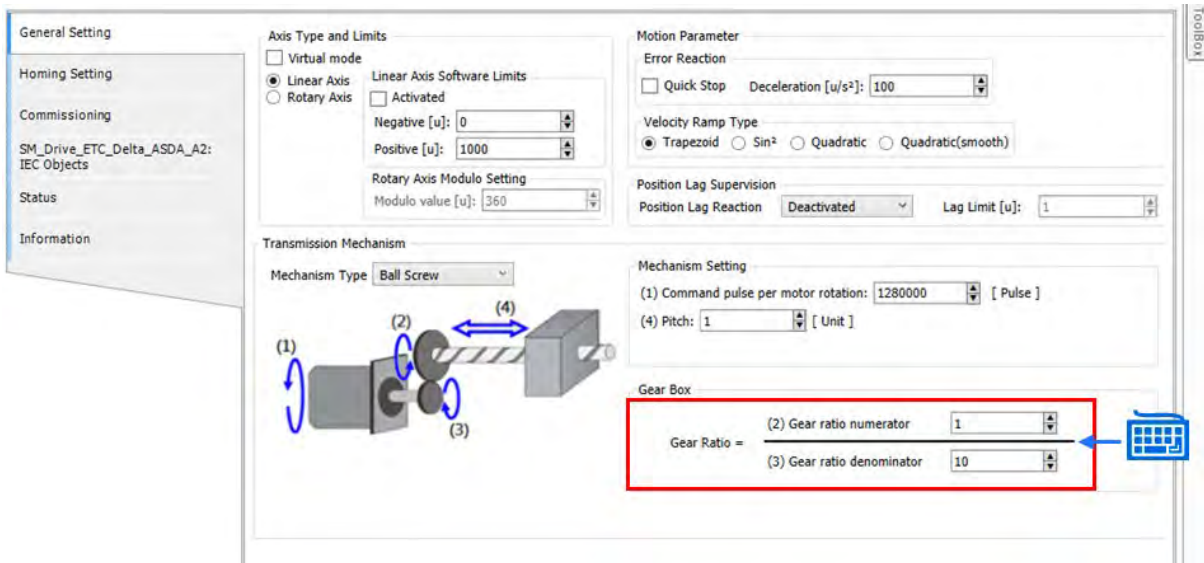 ToolBox
General Setting
Homing Setting
Commissioning
SM_Drive_ETC_Delta_ASDA_A2:
IEC Objects
Status
Information
Axis Type and Limits
Virtual mode
Linear Axis
Rotary Axis
Linear Axis Software Limits
Activated
Negative [u]: 0
Positive [u]: 1000
Rotary Axis Modulo Setting
Modulo value [u]: 360
Motion Parameter
Error Reaction
Quick Stop Deceleration [u/s²]: 100
Velocity Ramp Type
Trapezoid Sin² Quadratic Quadratic(smooth)
Position Lag Supervision
Position Lag Reaction Deactivated Lag Limit [u]: 1
Transmission Mechanism
Mechanism Type Ball Screw
(1)
(2)
(4)
(3)
Mechanism Setting
(1) Command pulse per motor rotation: 1280000 [ Pulse ]
(4) Pitch: 1 [ Unit ]
Gear Box
Gear Ratio =
(2) Gear ratio numerator 1
(3) Gear ratio denominator 10